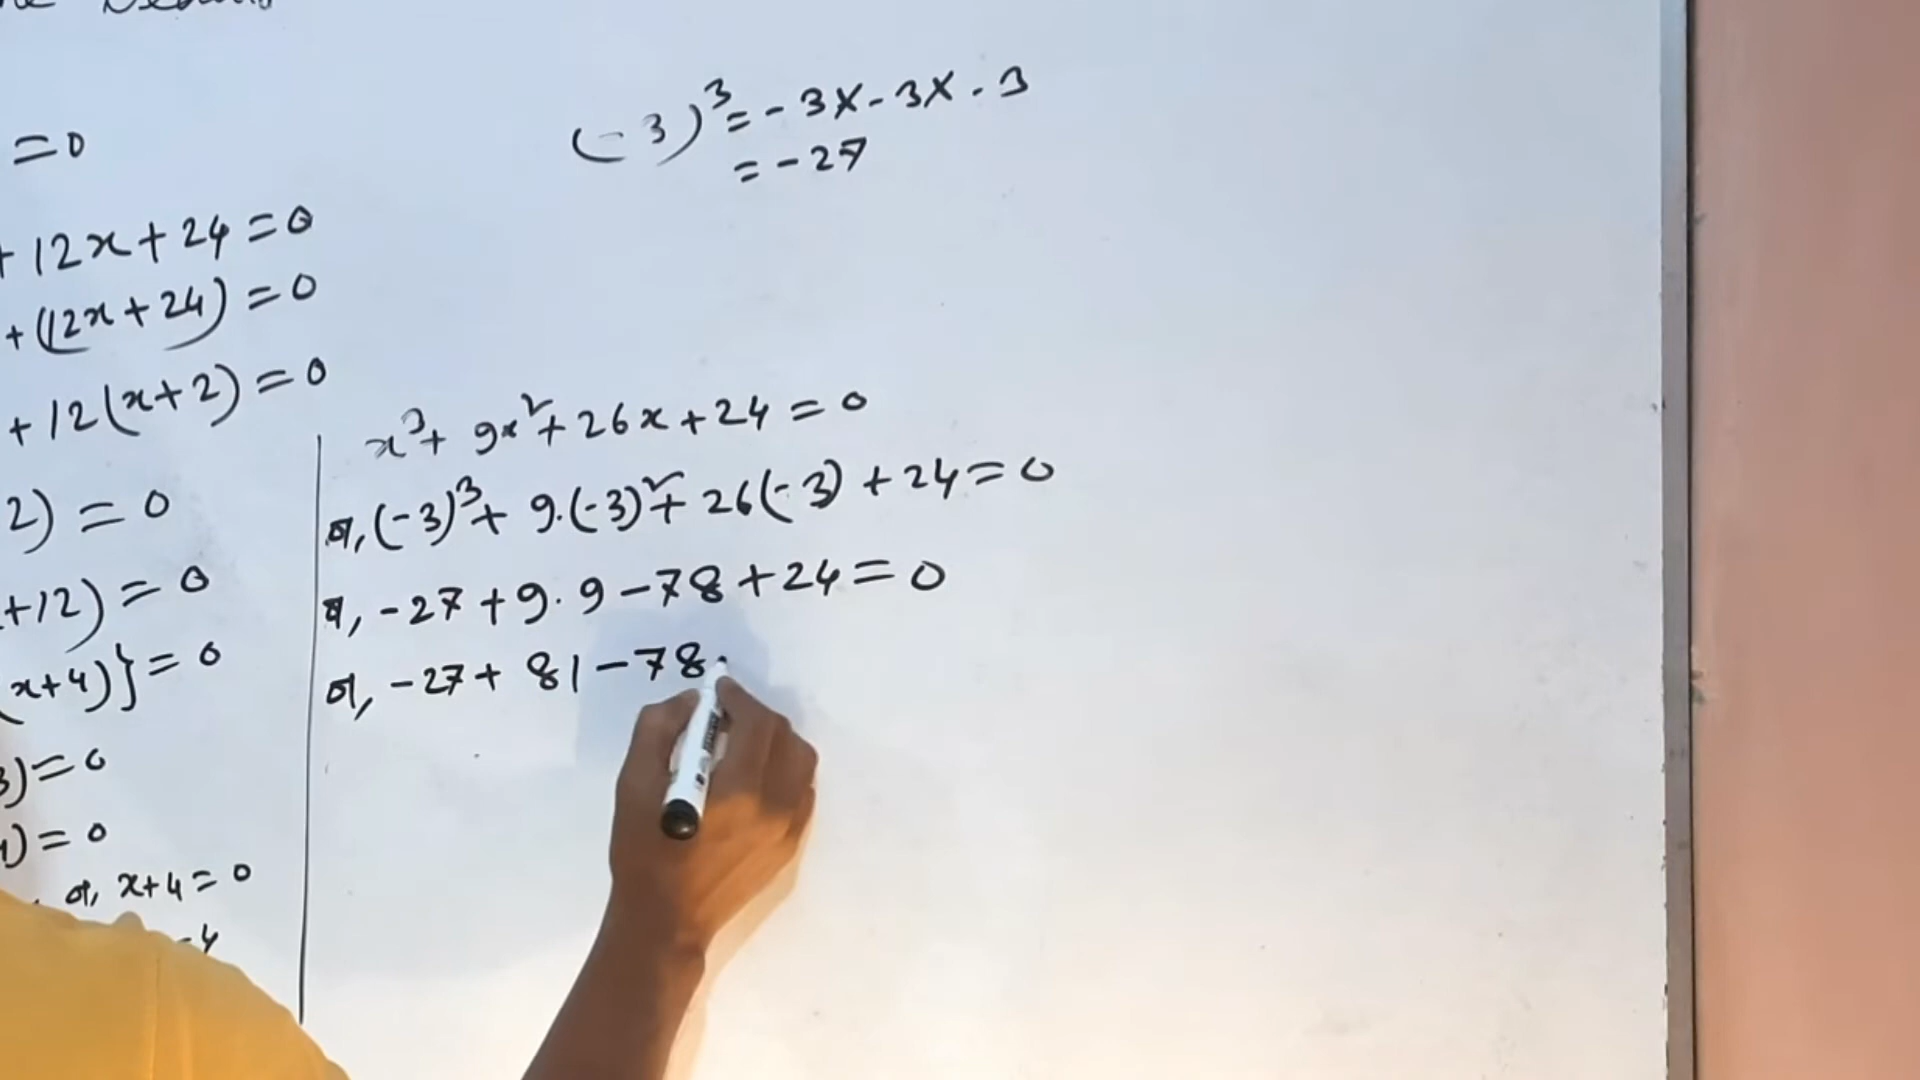 =0
+ 12x + 24 = 0
+ (12x + 24) = 0
+ 12(x + 2) = 0
2) = 0
+12) = 0
x+4)} = 0
3) = 0
) = 0
বা, x+4 = 0
-4
(-3)³ = -3×-3×-3
= -27
x³ + 9x² + 26x + 24 = 0
বা, (-3)³ + 9.(-3)² + 26(-3) + 24 = 0
বা, -27 + 9.9 - 78 + 24 = 0
বা, -27 + 81 - 78